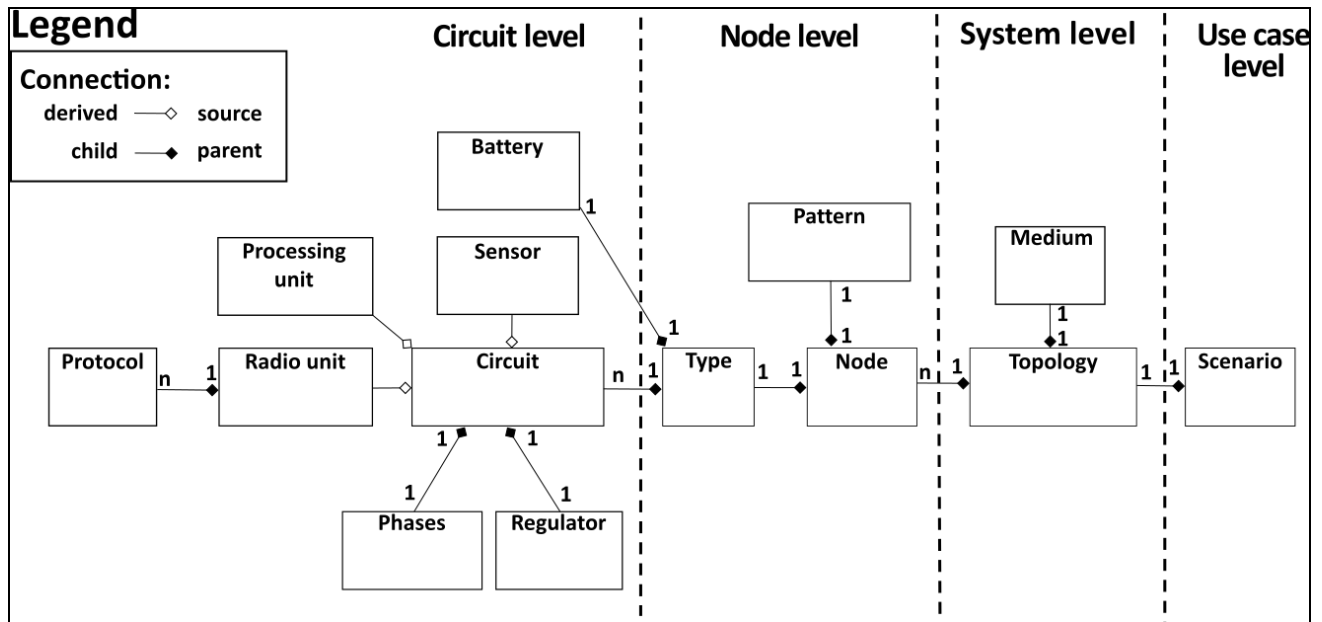 Legend
Connection:
derived source
child parent
Circuit level
Node level
System level
Use case
level
Battery
1
1
Processing
unit
Sensor
Pattern
1
1
Medium
1
1
Protocol
n 1
Radio unit
Circuit
n 1
Type
1 1
Node
n 1
Topology
1 1
Scenario
1 1
1 1
Phases
Regulator